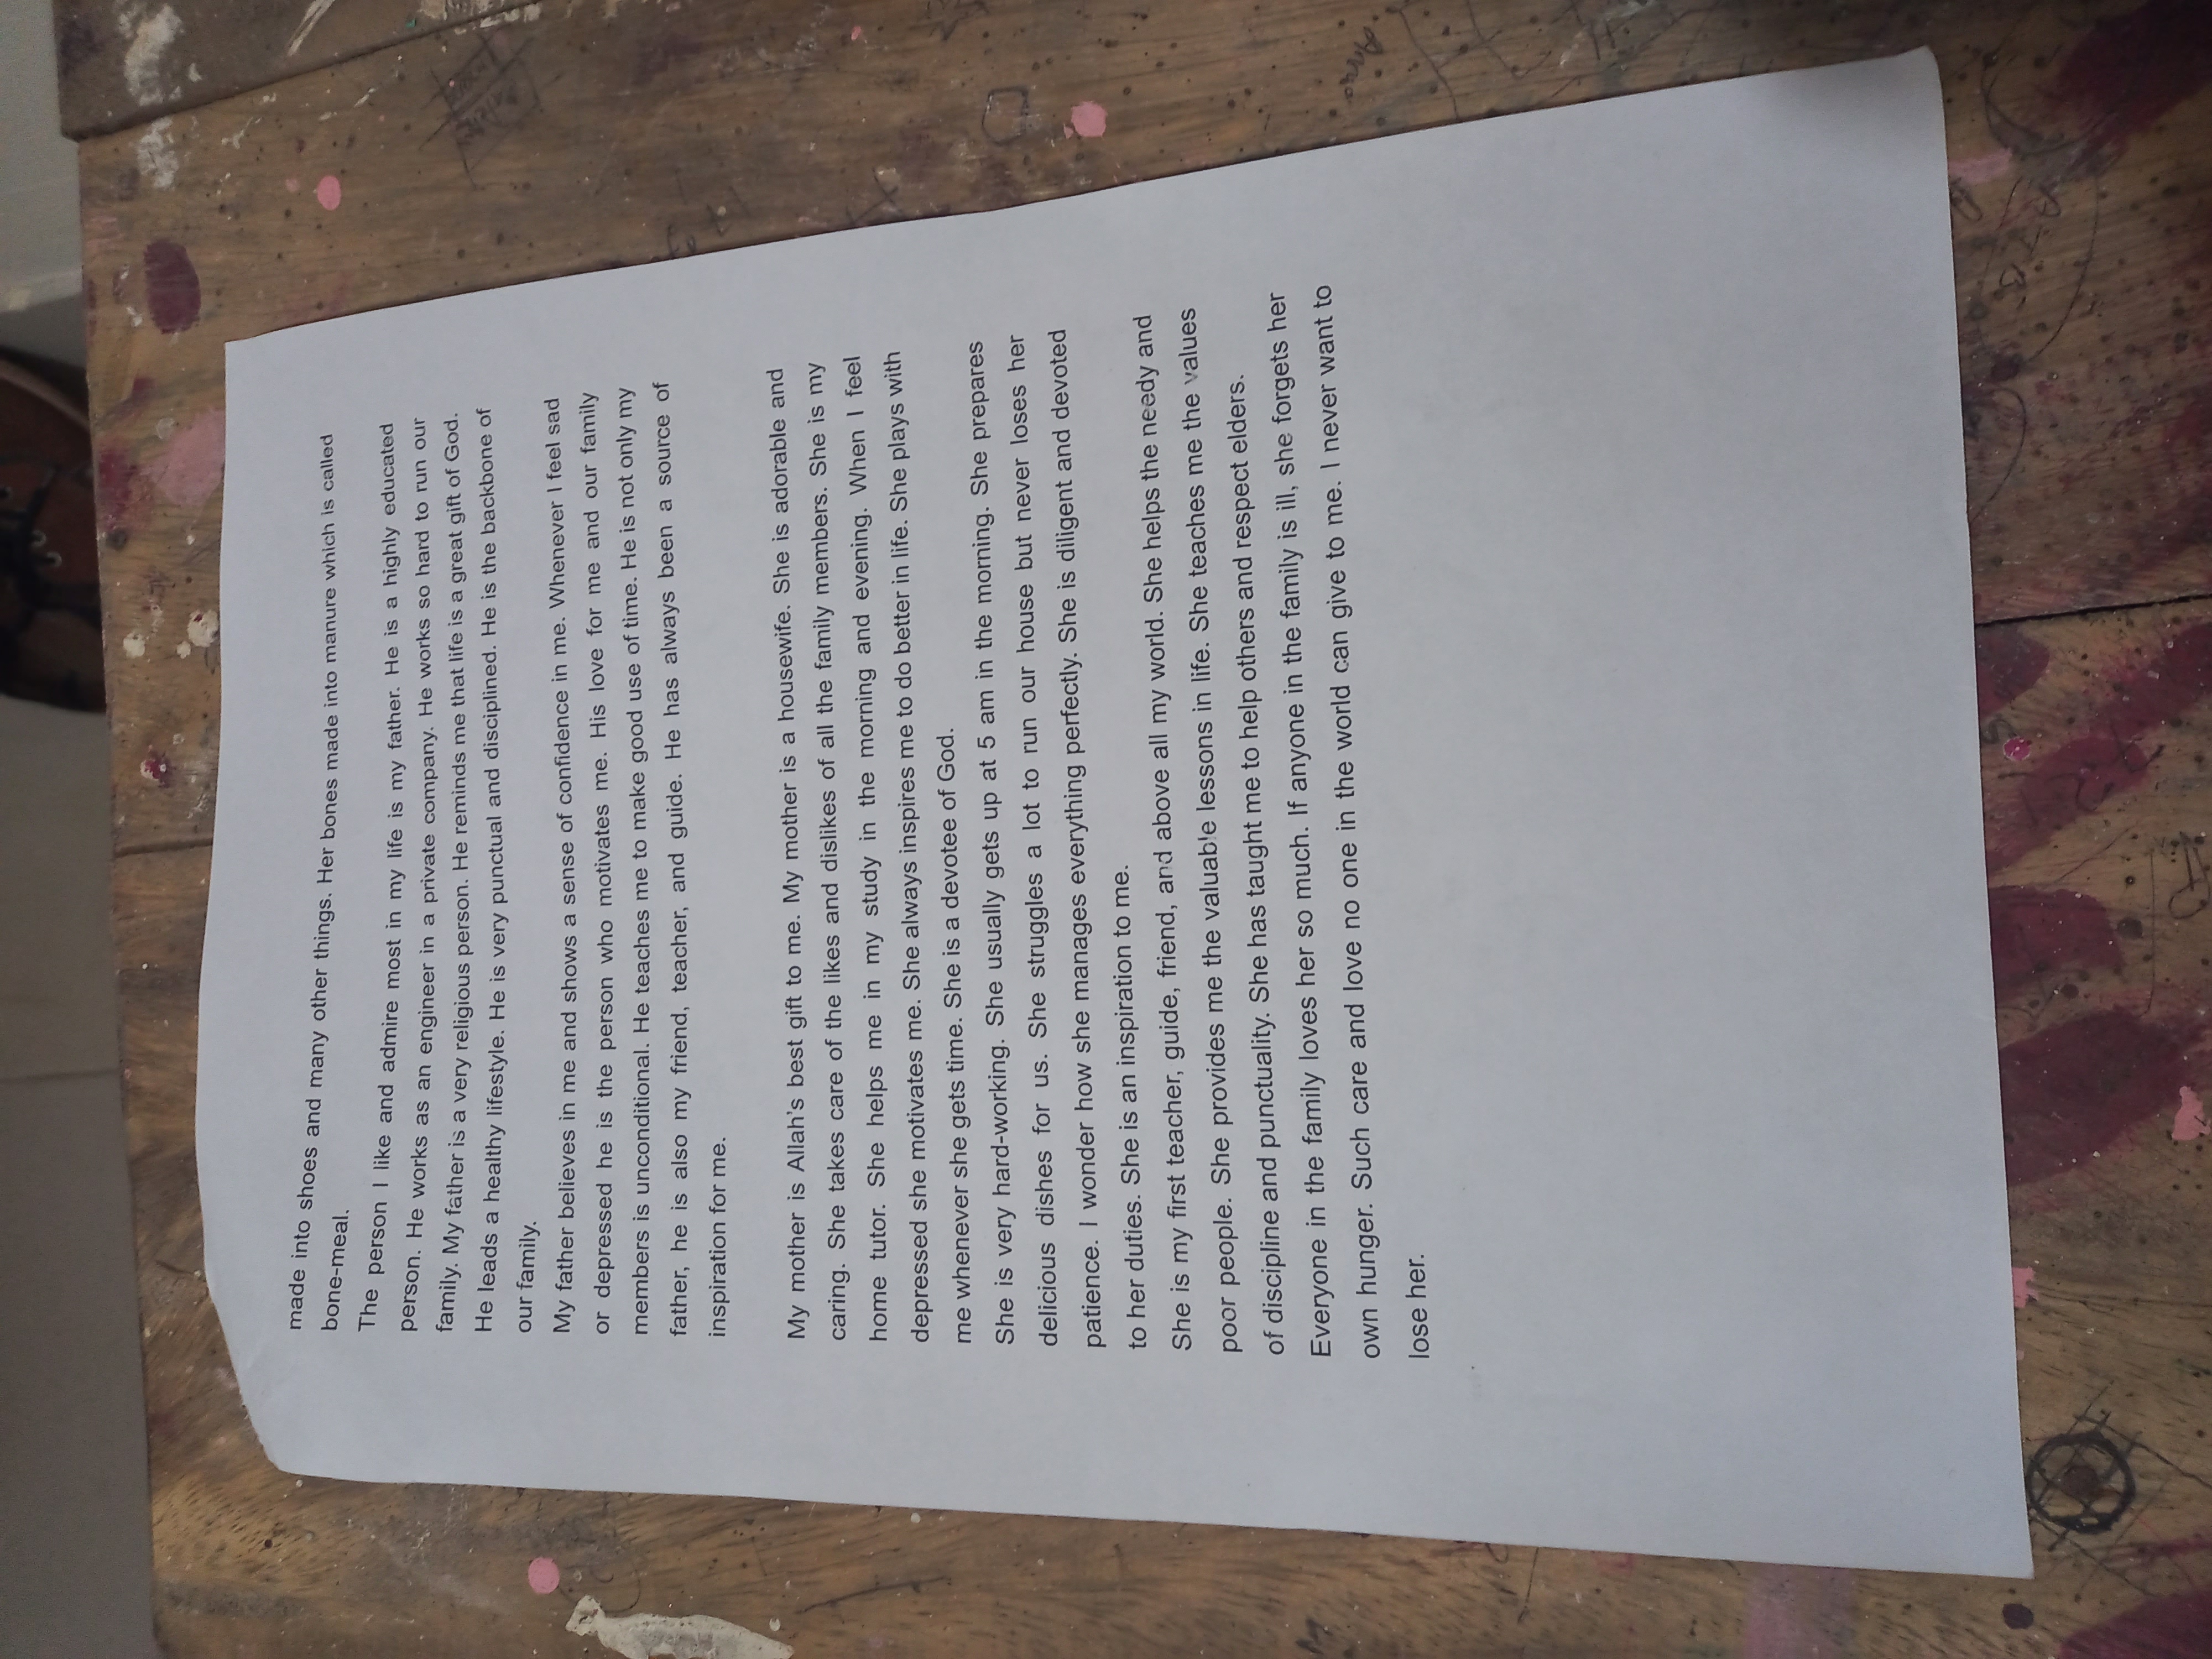 made into shoes and many other things. Her bones made into manure which is called
bone-meal.
The person I like and admire most in my life is my father. He is a highly educated
person. He works as an engineer in a private company. He works so hard to run our
family. My father is a very religious person. He reminds me that life is a great gift of God.
He leads a healthy lifestyle. He is very punctual and disciplined. He is the backbone of
our family.
My father believes in me and shows a sense of confidence in me. Whenever I feel sad
or depressed he is the person who motivates me. His love for me and our family
members is unconditional. He teaches me to make good use of time. He is not only my
father, he is also my friend, teacher, and guide. He has always been a source of
inspiration for me.
My mother is Allah's best gift to me. My mother is a housewife. She is adorable and
caring. She takes care of the likes and dislikes of all the family members. She is my
home tutor. She helps me in my study in the morning and evening. When I feel
depressed she motivates me. She always inspires me to do better in life. She plays with
me whenever she gets time. She is a devotee of God.
She is very hard-working. She usually gets up at 5 am in the morning. She prepares
delicious dishes for us. She struggles a lot to run our house but never loses her
patience. I wonder how she manages everything perfectly. She is diligent and devoted
to her duties. She is an inspiration to me.
She is my first teacher, guide, friend, and above all my world. She helps the needy and
poor people. She provides me the valuable lessons in life. She teaches me the values
of discipline and punctuality. She has taught me to help others and respect elders.
Everyone in the family loves her so much. If anyone in the family is ill, she forgets her
own hunger. Such care and love no one in the world can give to me. I never want to
lose her.